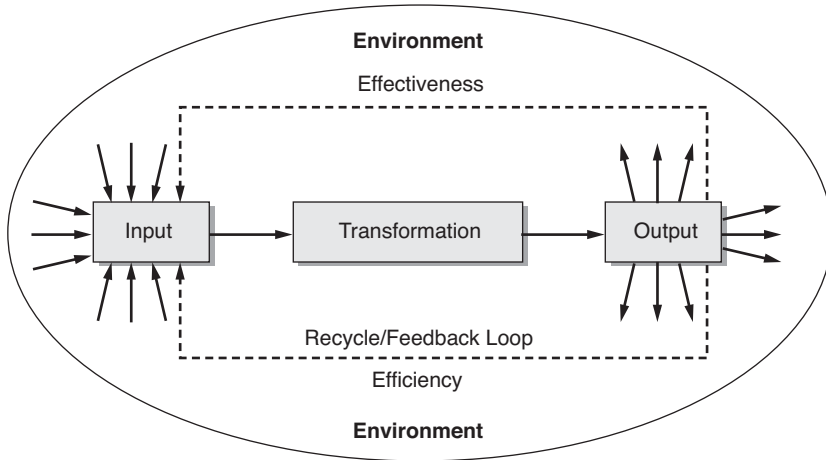 Environment
Effectiveness
Input
Transformation
Output
Recycle/Feedback Loop
Efficiency
Environment